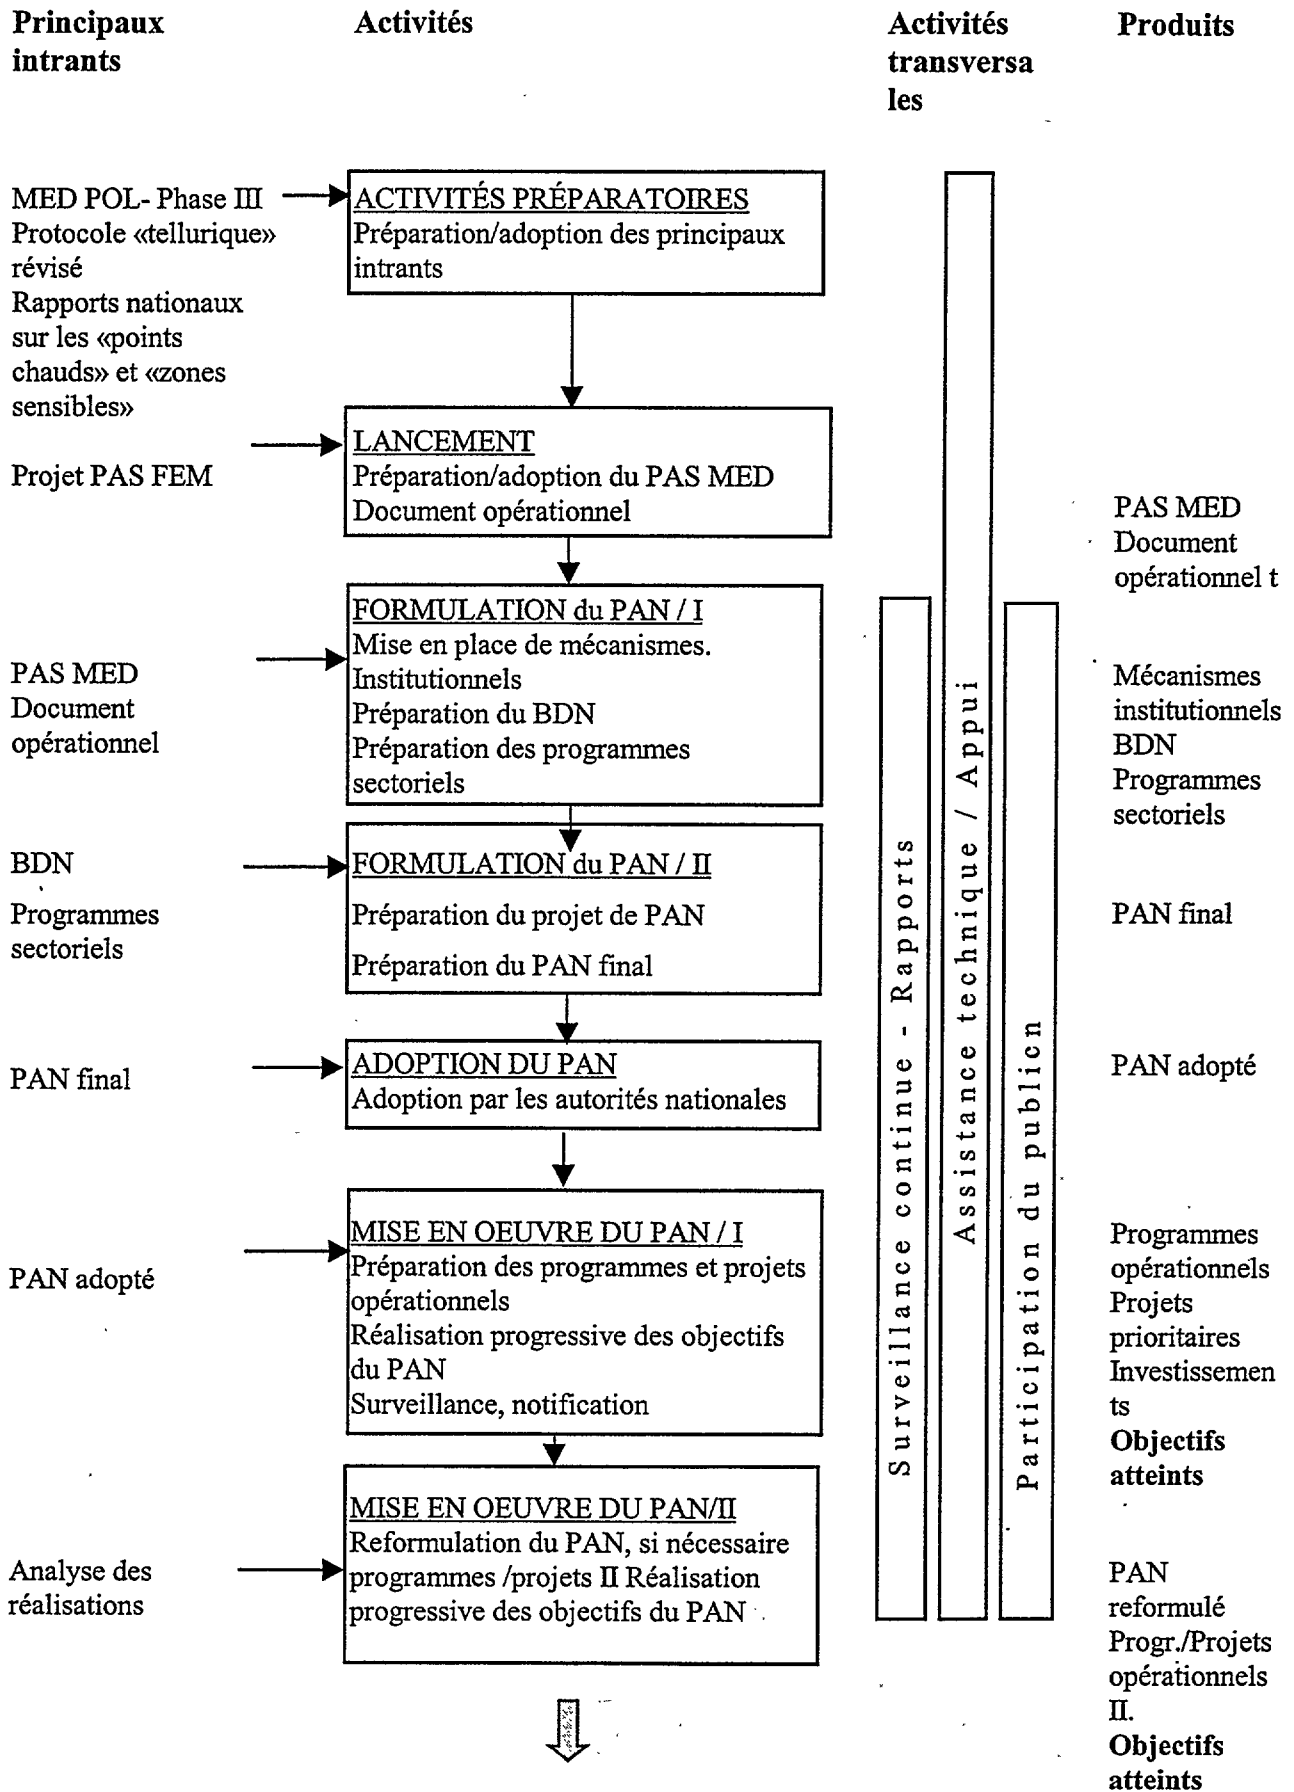 Principaux
intrants
Activités
Activités
transversa
les
Produits
MED POL- Phase III
Protocole «tellurique»
révisé
Rapports nationaux
sur les «points
chauds» et «zones
sensibles»
ACTIVITÉS PRÉPARATOIRES
Préparation/adoption des principaux
intrants
Projet PAS FEM
LANCEMENT
Préparation/adoption du PAS MED
Document opérationnel
PAS MED
Document
opérationnel t
PAS MED
Document
opérationnel
FORMULATION du PAN / I
Mise en place de mécanismes.
Institutionnels
Préparation du BDN
Préparation des programmes
sectoriels
Mécanismes
institutionnels
BDN
Programmes
sectoriels
BDN
Programmes
sectoriels
FORMULATION du PAN / II
Préparation du projet de PAN
Préparation du PAN final
PAN final
PAN final
ADOPTION DU PAN
Adoption par les autorités nationales
PAN adopté
PAN adopté
MISE EN OEUVRE DU PAN / I
Préparation des programmes et projets
opérationnels
Réalisation progressive des objectifs
du PAN
Surveillance, notification
Programmes
opérationnels
Projets
prioritaires
Investissemen
ts
Objectifs
atteints
Analyse des
réalisations
MISE EN OEUVRE DU PAN/II
Reformulation du PAN, si nécessaire
programmes /projets II Réalisation
progressive des objectifs du PAN
PAN
reformulé
Progr./Projets
opérationnels
II.
Objectifs
atteints
Surveillance continue - Rapports
Assistance technique / Appui
Participation du publicn